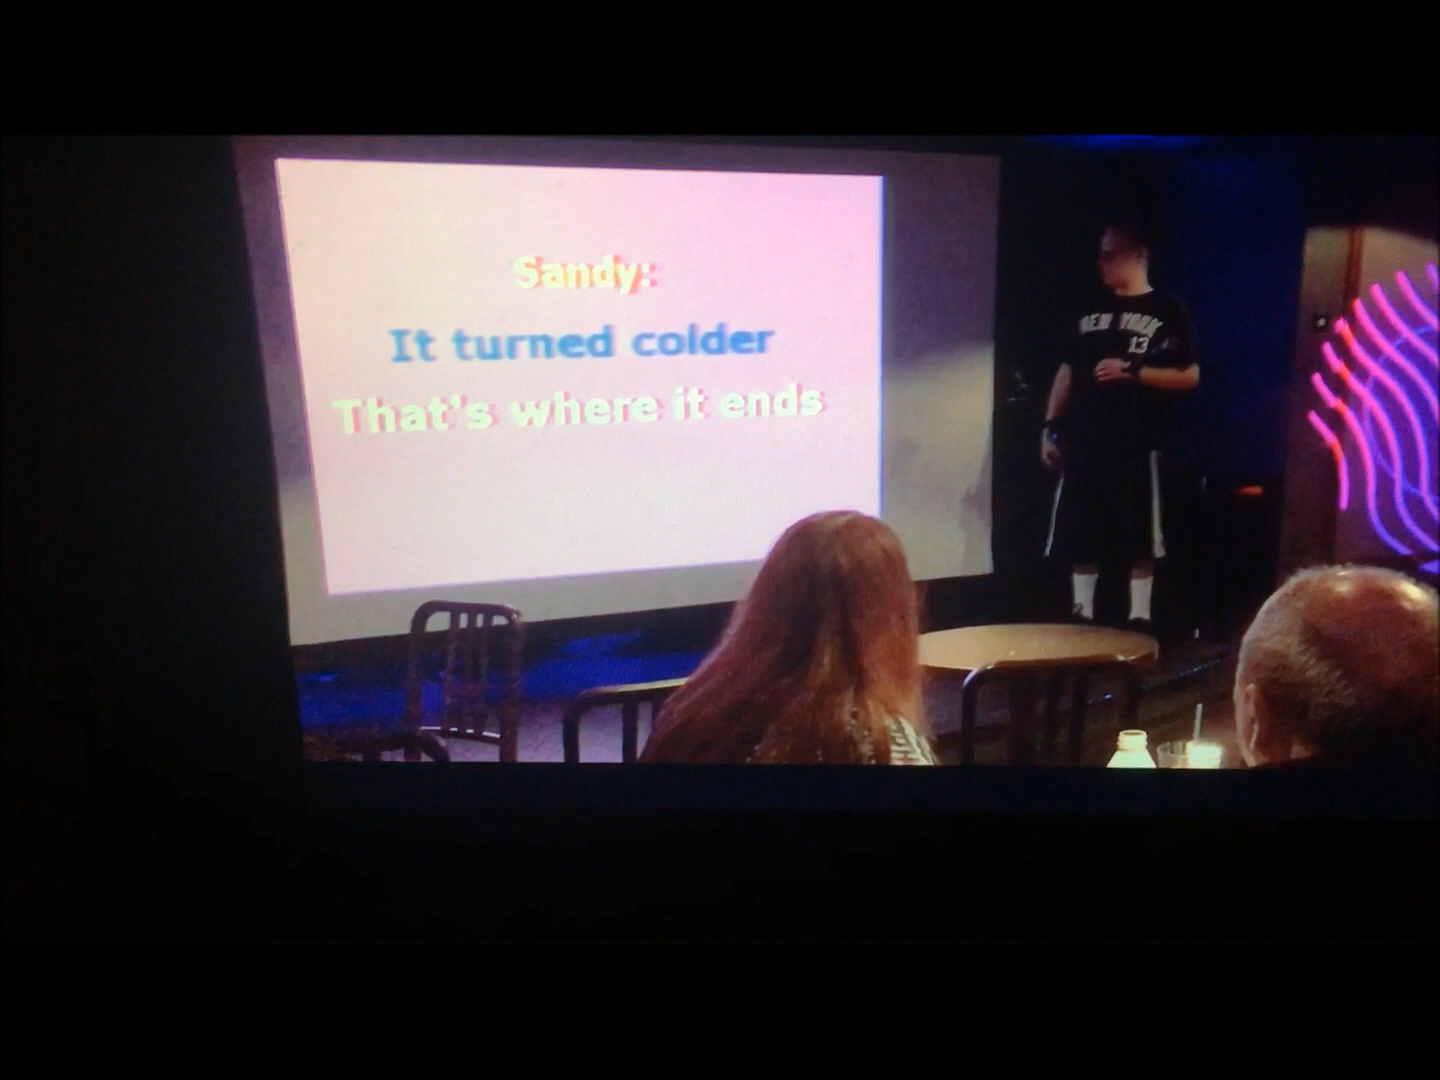 Sandy:
It turned colder
That's where it ends
NEW YORK
13